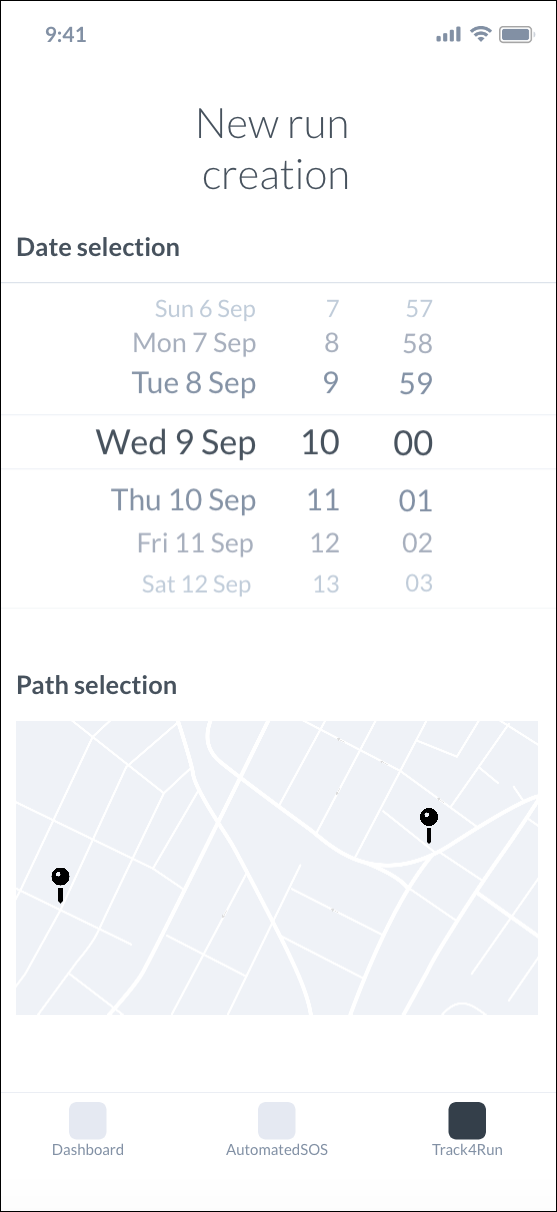 9:41
New run
creation
Date selection
Sun 6 Sep 7 57
Mon 7 Sep 8 58
Tue 8 Sep 9 59
Wed 9 Sep 10 00
Thu 10 Sep 11 01
Fri 11 Sep 12 02
Sat 12 Sep 13 03
Path selection
Dashboard AutomatedSOS Track4Run